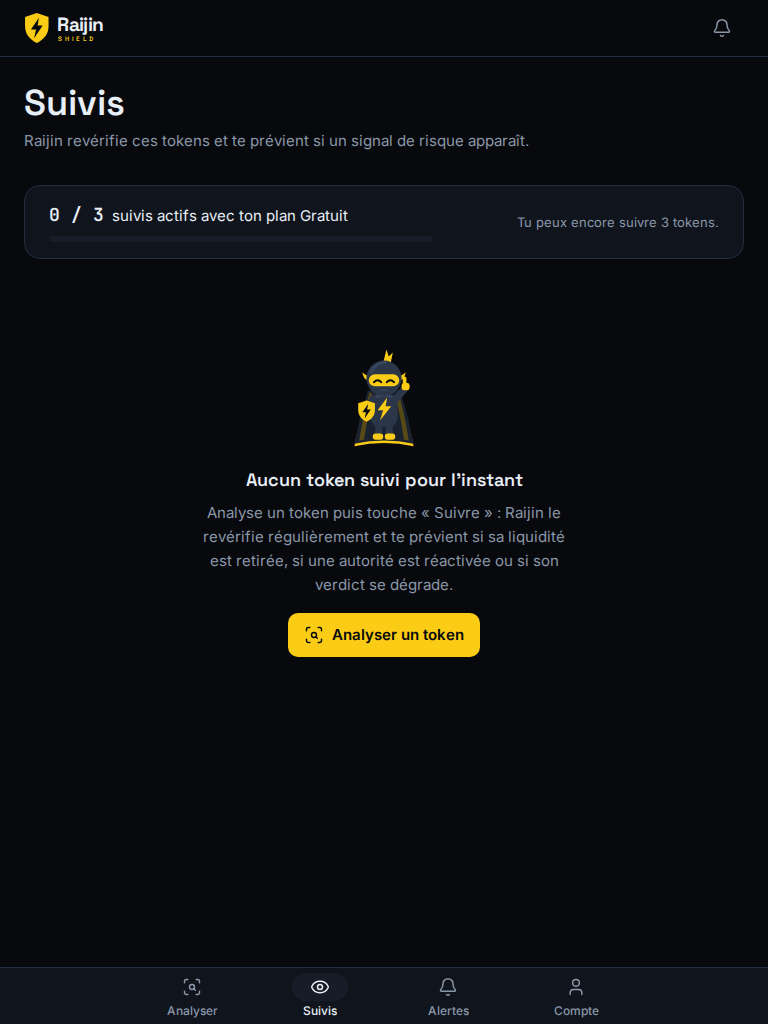 Raijin
SHIELD
Suivis
Raijin revérifie ces tokens et te prévient si un signal de risque apparaît.
0 / 3 suivis actifs avec ton plan Gratuit
Tu peux encore suivre 3 tokens.
Aucun token suivi pour l’instant
Analyse un token puis touche « Suivre » : Raijin le
revérifie régulièrement et te prévient si sa liquidité
est retirée, si une autorité est réactivée ou si son
verdict se dégrade.
Analyser un token
Analyser
Suivis
Alertes
Compte